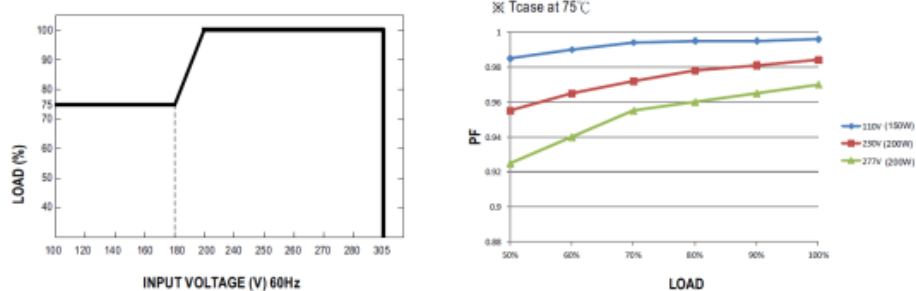 ※ Tcase at 75℃
100
90
80
75
70
60
50
40
LOAD (%)
100 120 140 160 180 200 240 230 250 270 280 305
INPUT VOLTAGE (V) 60Hz
1
0.98
0.96
0.94
0.92
0.9
0.88
PF
50% 60% 70% 80% 90% 100%
LOAD
110V (150W)
230V (200W)
277V (200W)